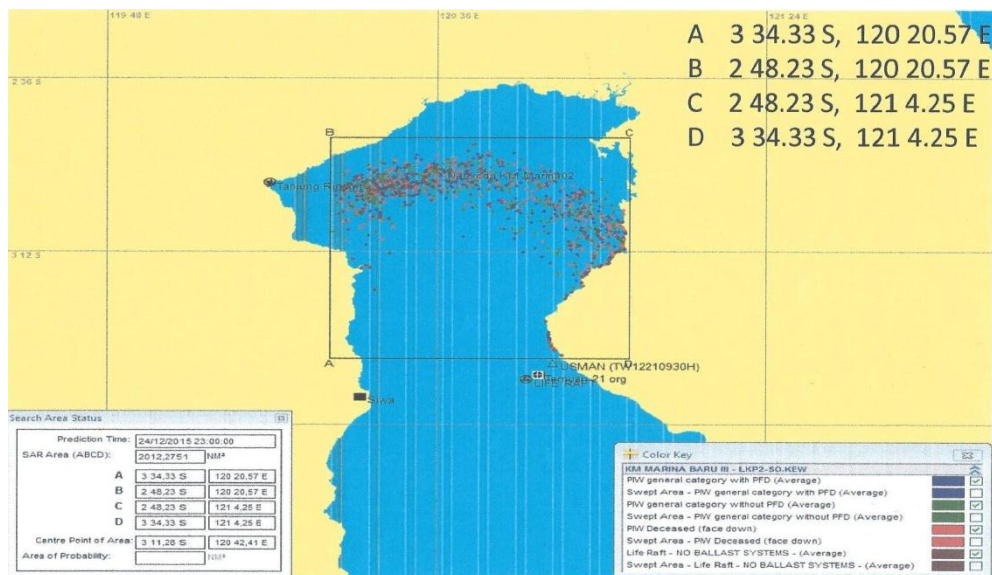 119 48 E
120 36 E
121 24 E
A 3 34.33 S, 120 20.57 E
B 2 48.23 S, 120 20.57 E
C 2 48.23 S, 121 4.25 E
D 3 34.33 S, 121 4.25 E
2 36 S
B
C
3 12 S
A
D
USMAN (TW12210930H)
21 org
LIFE RAFT
Siwa
Search Area Status
Prediction Time: 24/12/2015 23:00:00
SAR Area (ABCD): 2012,2751 NM²
A 3 34,33 S 120 20,57 E
B 2 48,23 S 120 20,57 E
C 2 48,23 S 121 4,25 E
D 3 34,33 S 121 4,25 E
Centre Point of Area: 3 11,28 S 120 42,41 E
Area of Probability: NM²
Color Key
KM MARINA BARU III - LKP2-SO.KEW
PIW general category with PFD (Average)
Swept Area - PIW general category with PFD (Average)
PIW general category without PFD (Average)
Swept Area - PIW general category without PFD (Average)
PIW Deceased (face down)
Swept Area - PIW Deceased (face down)
Life Raft - NO BALLAST SYSTEMS - (Average)
Swept Area - Life Raft - NO BALLAST SYSTEMS - (Average)